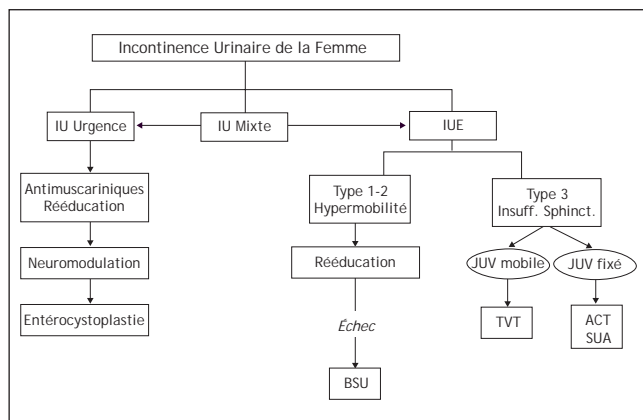 Incontinence Urinaire de la Femme
IU Urgence
IU Mixte
IUE
Antimuscariniques
Rééducation
Type 1-2
Hypermobilité
Type 3
Insuff. Sphinct.
Neuromodulation
Rééducation
JUV mobile
JUV fixé
Entérocystoplastie
Échec
TVT
ACT
SUA
BSU